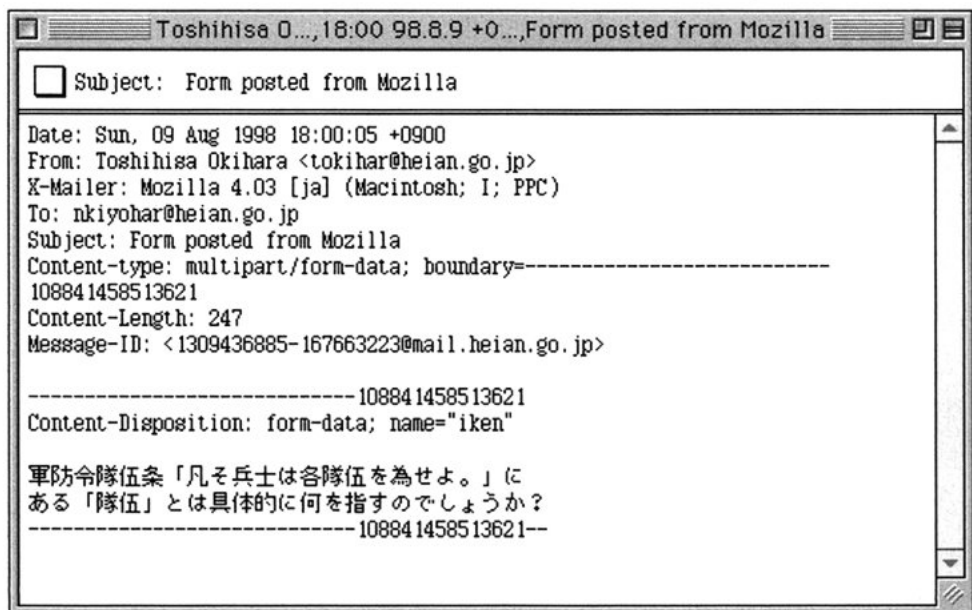 Toshihisa O...,18:00 98.8.9 +0...,Form posted from Mozilla
Subject: Form posted from Mozilla
Date: Sun, 09 Aug 1998 18:00:05 +0900
From: Toshihisa Okihara <tokihar@heian.go.jp>
X-Mailer: Mozilla 4.03 [ja] (Macintosh; I; PPC)
To: nkiyohar@heian.go.jp
Subject: Form posted from Mozilla
Content-type: multipart/form-data; boundary=---------------------------
108841458513621
Content-Length: 247
Message-ID: <1309436885-167663223@mail.heian.go.jp>
-----------------------------108841458513621
Content-Disposition: form-data; name="iken"
軍防令隊伍条「凡そ兵士は各隊伍を為せよ。」に
ある「隊伍」とは具体的に何を指すのでしょうか？
-----------------------------108841458513621--